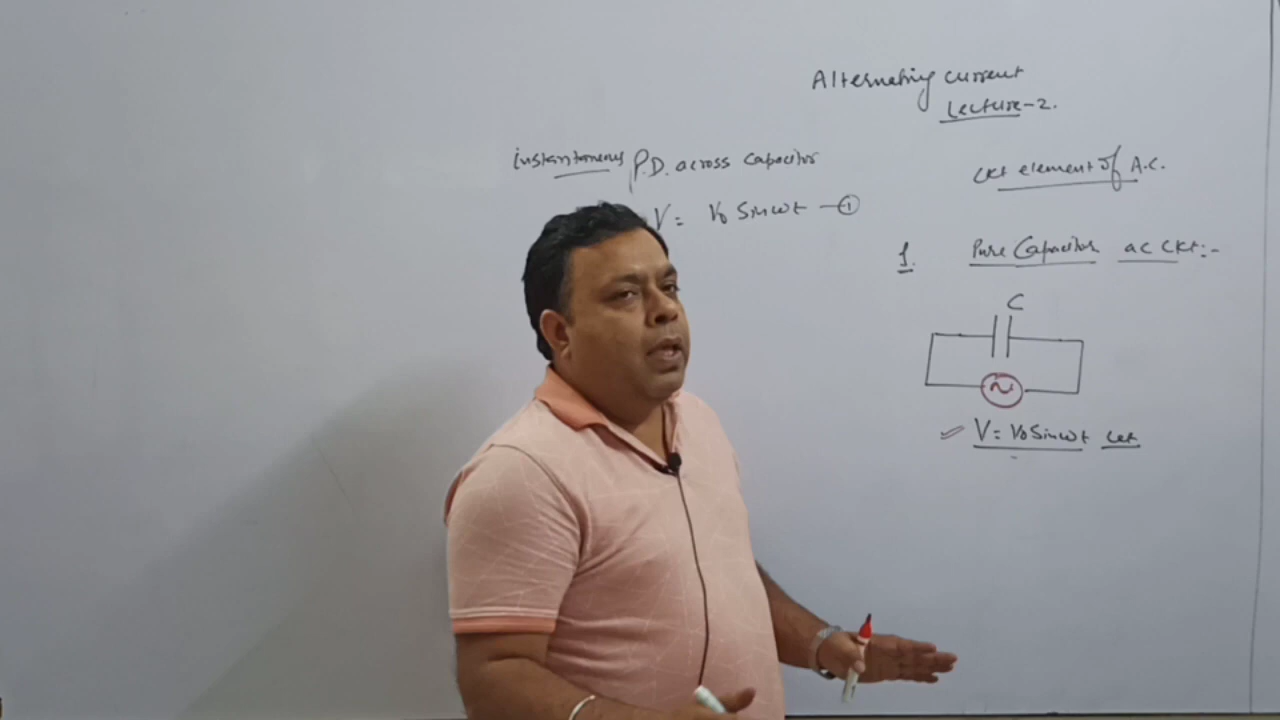 Alternating current
Lecture-2.
instantaneous P.D. across capacitor
V = V₀ Sinωt —①
Ckt element of A.C.
1. Pure Capacitor ac Ckt:-
C
~
V = V₀ Sinωt Let